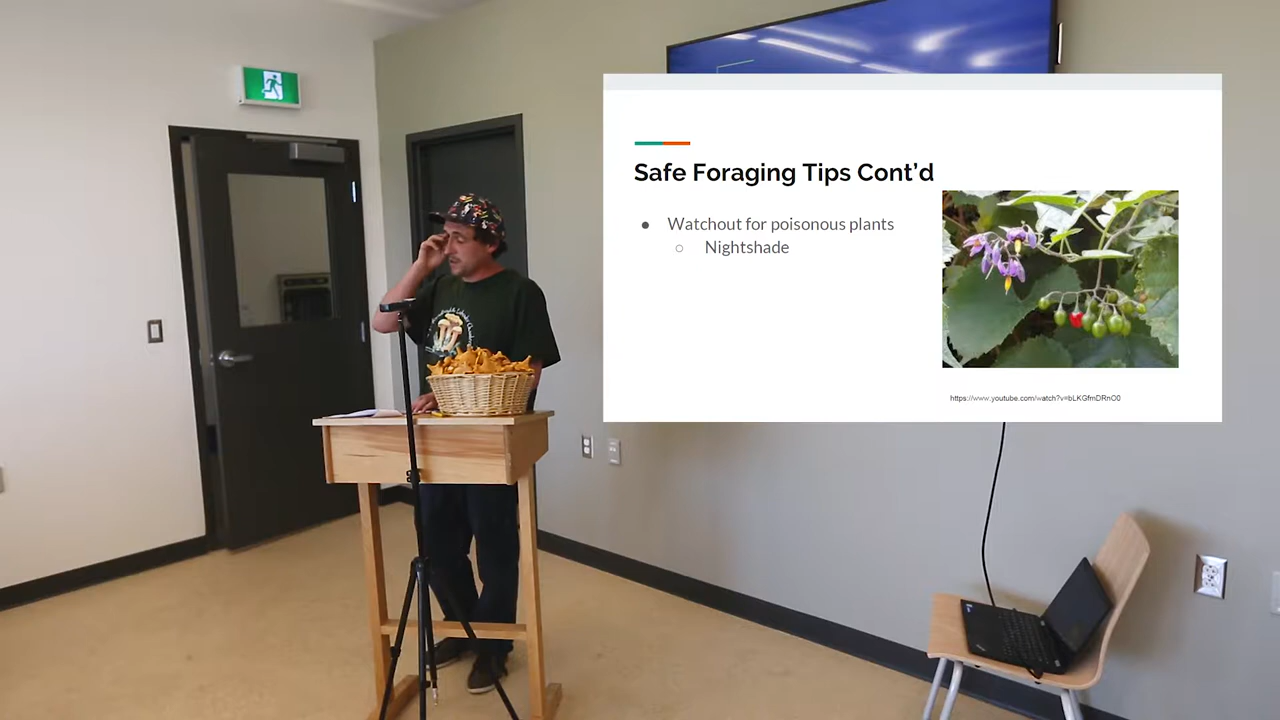 Safe Foraging Tips Cont'd
● Watchout for poisonous plants
○ Nightshade
https://www.youtube.com/watch?v=bLKGfmDRnO0